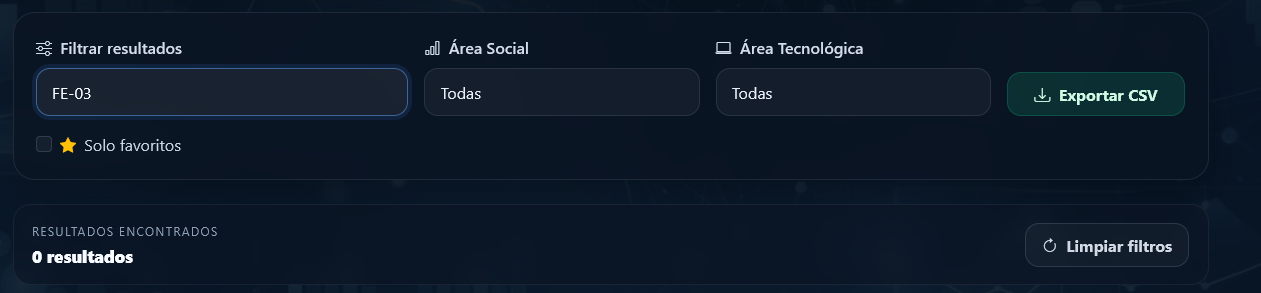 Filtrar resultados
Área Social
Área Tecnológica
FE-03
Todas
Todas
Exportar CSV
Solo favoritos
RESULTADOS ENCONTRADOS
0 resultados
Limpiar filtros